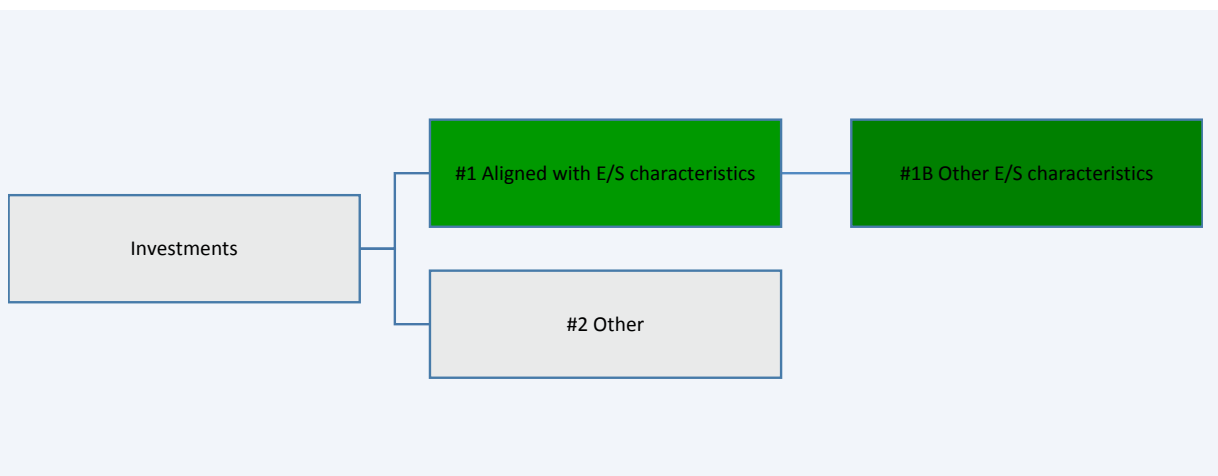 #1 Aligned with E/S characteristics
#1B Other E/S characteristics
Investments
#2 Other